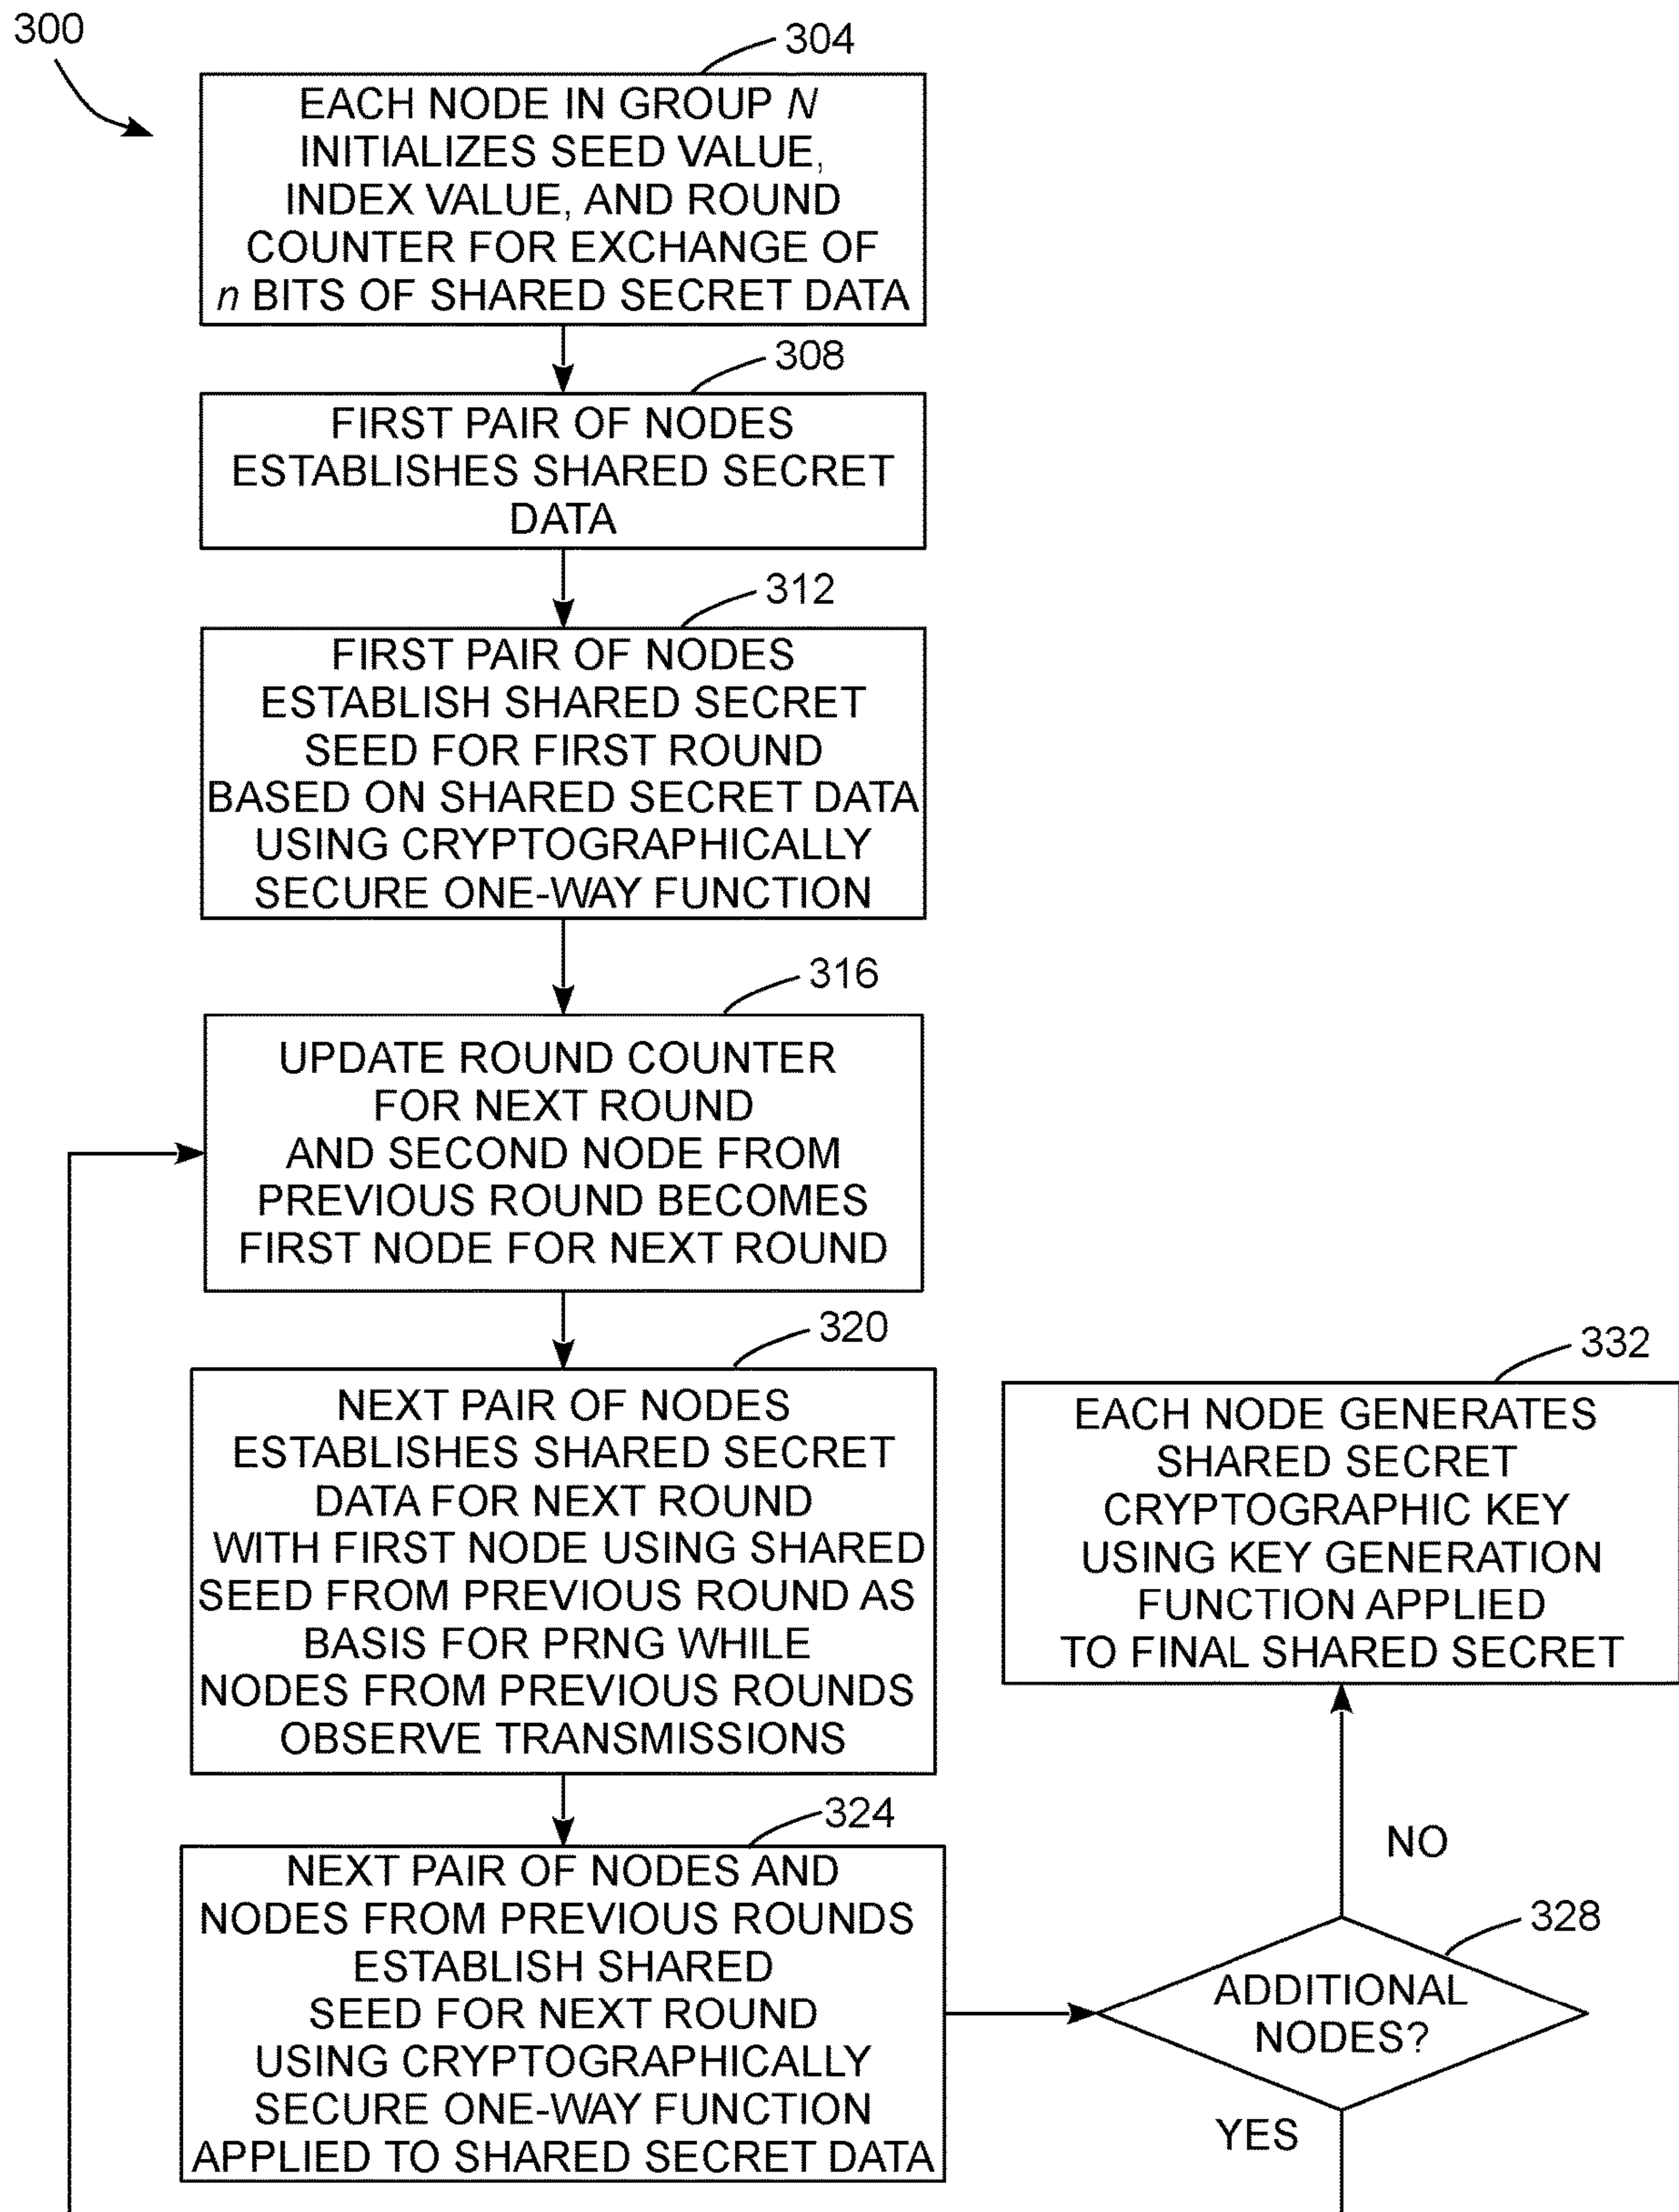 300
304
EACH NODE IN GROUP N
INITIALIZES SEED VALUE,
INDEX VALUE, AND ROUND
COUNTER FOR EXCHANGE OF
n BITS OF SHARED SECRET DATA
308
FIRST PAIR OF NODES
ESTABLISHES SHARED SECRET
DATA
312
FIRST PAIR OF NODES
ESTABLISH SHARED SECRET
SEED FOR FIRST ROUND
BASED ON SHARED SECRET DATA
USING CRYPTOGRAPHICALLY
SECURE ONE-WAY FUNCTION
316
UPDATE ROUND COUNTER
FOR NEXT ROUND
AND SECOND NODE FROM
PREVIOUS ROUND BECOMES
FIRST NODE FOR NEXT ROUND
320
NEXT PAIR OF NODES
ESTABLISHES SHARED SECRET
DATA FOR NEXT ROUND
WITH FIRST NODE USING SHARED
SEED FROM PREVIOUS ROUND AS
BASIS FOR PRNG WHILE
NODES FROM PREVIOUS ROUNDS
OBSERVE TRANSMISSIONS
324
NEXT PAIR OF NODES AND
NODES FROM PREVIOUS ROUNDS
ESTABLISH SHARED
SEED FOR NEXT ROUND
USING CRYPTOGRAPHICALLY
SECURE ONE-WAY FUNCTION
APPLIED TO SHARED SECRET DATA
328
ADDITIONAL
NODES?
YES
NO
332
EACH NODE GENERATES
SHARED SECRET
CRYPTOGRAPHIC KEY
USING KEY GENERATION
FUNCTION APPLIED
TO FINAL SHARED SECRET